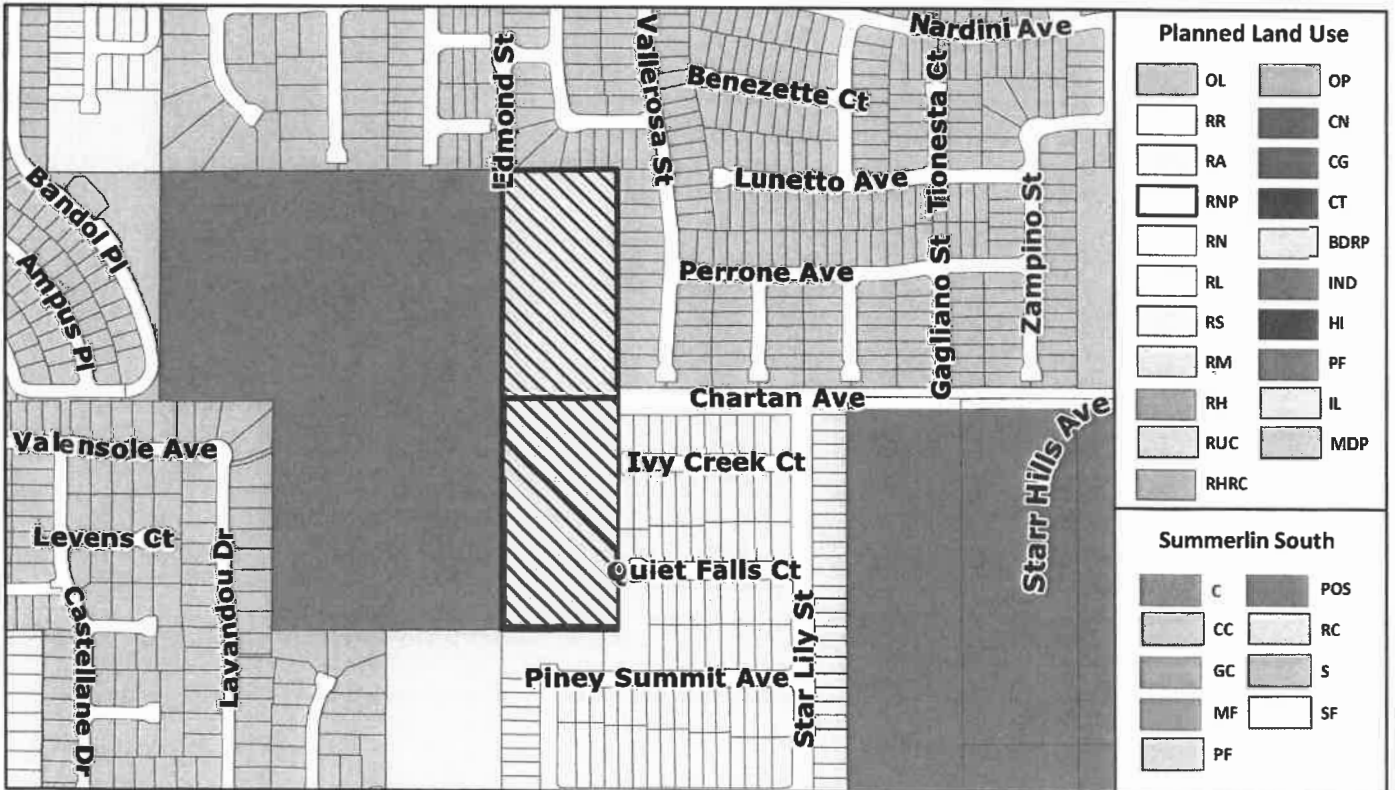 Nardini Ave
Edmond St
Vallerosa St
Benezette Ct
Tionesta Ct
Lunetto Ave
Bandol Pl
Ampus Pl
Perrone Ave
Gagliano St
Zampino St
Chartan Ave
Valensole Ave
Ivy Creek Ct
Starr Hills Ave
Levens Ct
Lavandou Dr
Quiet Falls Ct
Castellane Dr
Star Lily St
Piney Summit Ave
Planned Land Use
OL
OP
RR
CN
RA
CG
RNP
CT
RN
BDRP
RL
IND
RS
HI
RM
PF
RH
IL
RUC
MDP
RHRC
Summerlin South
C
POS
CC
RC
GC
S
MF
SF
PF